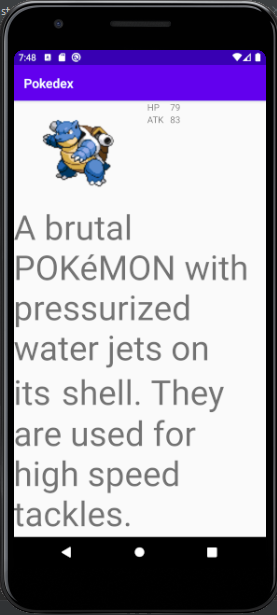 st
7:48
Pokedex
HP 79
ATK 83
A brutal
POKéMON with
pressurized
water jets on
its shell. They
are used for
high speed
tackles.